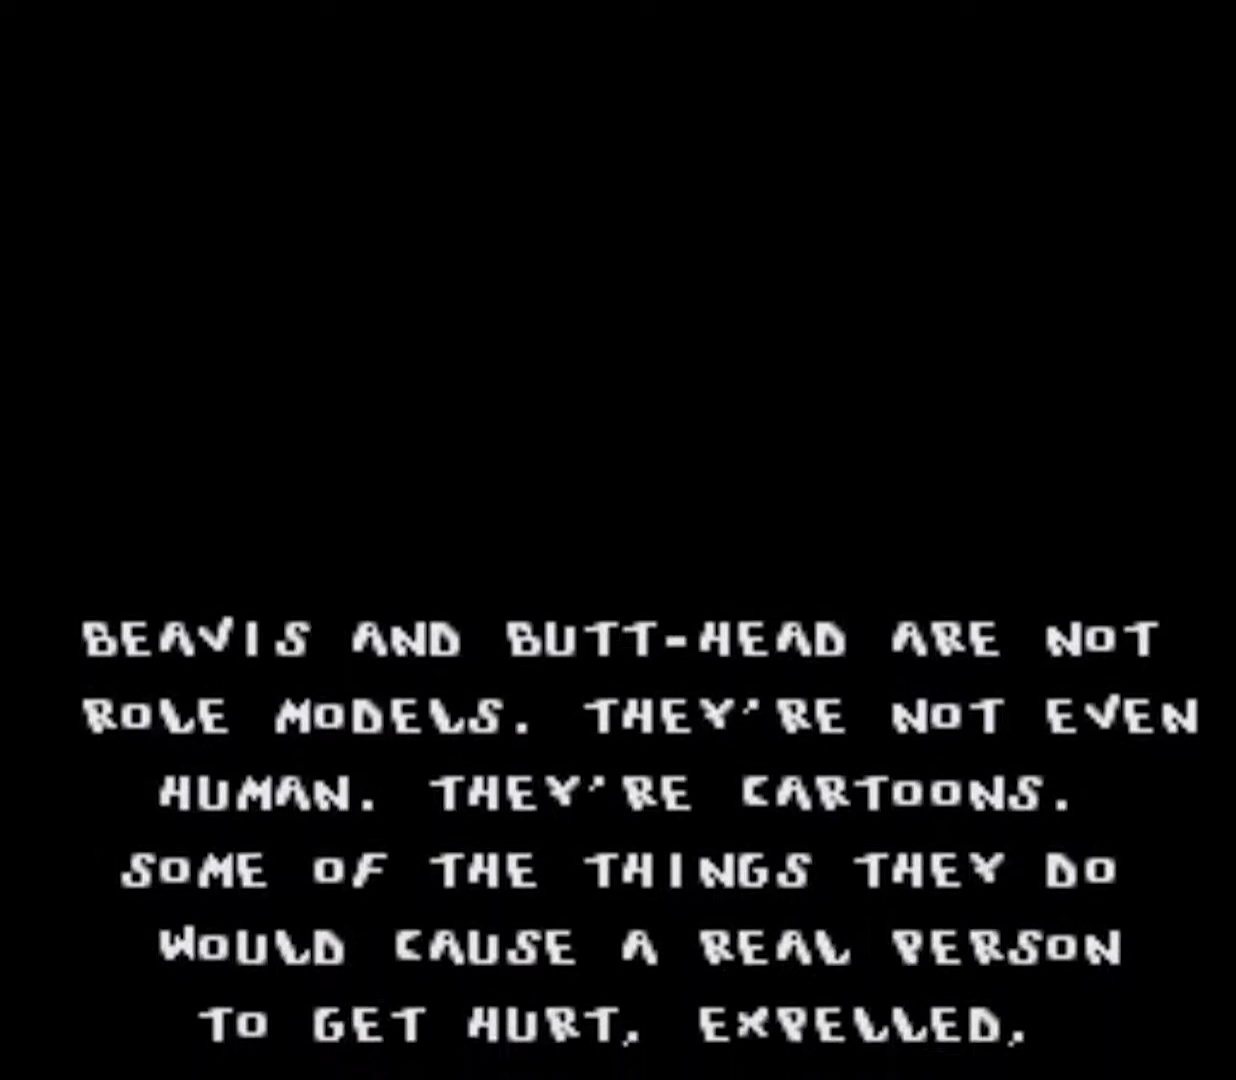 BEAVIS AND BUTT-HEAD ARE NOT
ROLE MODELS. THEY'RE NOT EVEN
HUMAN. THEY'RE CARTOONS.
SOME OF THE THINGS THEY DO
WOULD CAUSE A REAL PERSON
TO GET HURT, EXPELLED,